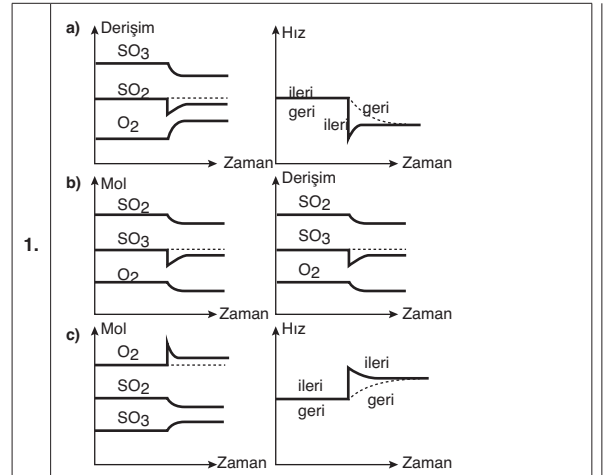 1.
a) Derişim
SO3
SO2
O2
Zaman
Hız
ileri
geri
ileri
geri
Zaman
b) Mol
SO2
SO3
O2
Zaman
Derişim
SO2
SO3
O2
Zaman
c) Mol
O2
SO2
SO3
Zaman
Hız
ileri
geri
ileri
geri
Zaman